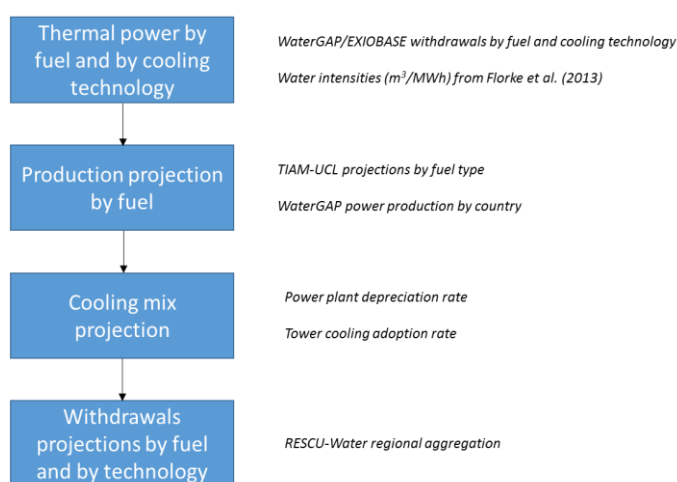 Thermal power by
fuel and by cooling
technology
WaterGAP/EXIOBASE withdrawals by fuel and cooling technology
Water intensities (m³/MWh) from Florke et al. (2013)
Production projection
by fuel
TIAM-UCL projections by fuel type
WaterGAP power production by country
Cooling mix
projection
Power plant depreciation rate
Tower cooling adoption rate
Withdrawals
projections by fuel
and by technology
RESCU-Water regional aggregation